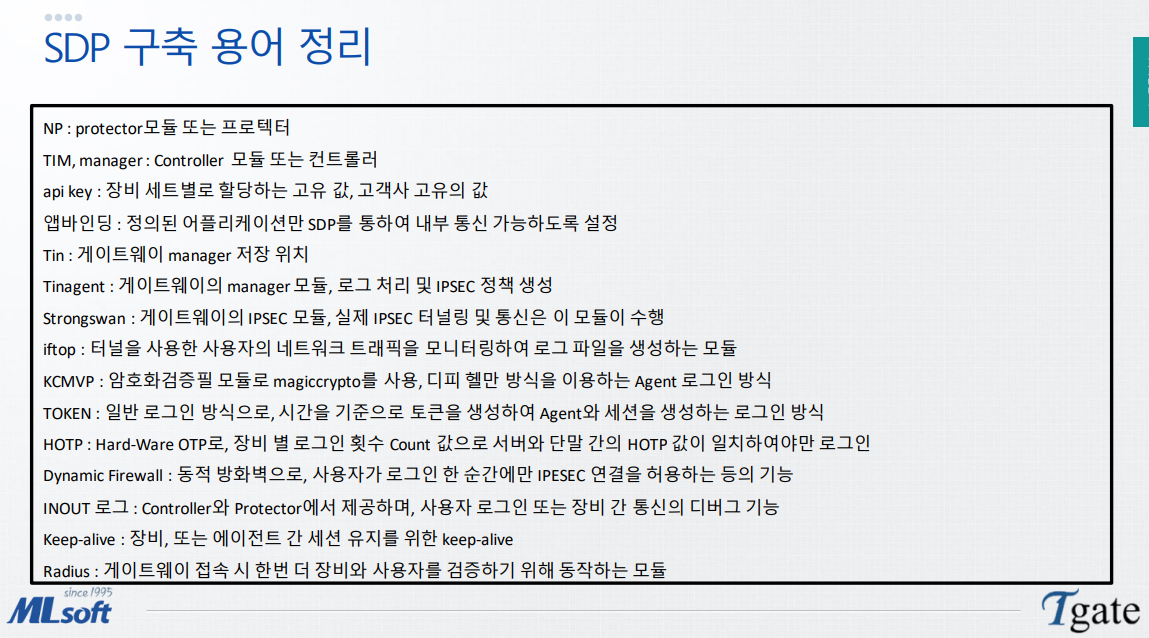 SDP 구축 용어 정리
NP : protector모듈 또는 프로텍터
TIM, manager : Controller 모듈 또는 컨트롤러
api key : 장비 세트별로 할당하는 고유 값, 고객사 고유의 값
앱바인딩 : 정의된 어플리케이션만 SDP를 통하여 내부 통신 가능하도록 설정
Tin : 게이트웨이 manager 저장 위치
Tinagent : 게이트웨이의 manager 모듈, 로그 처리 및 IPSEC 정책 생성
Strongswan : 게이트웨이의 IPSEC 모듈, 실제 IPSEC 터널링 및 통신은 이 모듈이 수행
iftop : 터널을 사용한 사용자의 네트워크 트래픽을 모니터링하여 로그 파일을 생성하는 모듈
KCMVP : 암호화검증필 모듈로 magiccrypto를 사용, 디피 헬만 방식을 이용하는 Agent 로그인 방식
TOKEN : 일반 로그인 방식으로, 시간을 기준으로 토큰을 생성하여 Agent와 세션을 생성하는 로그인 방식
HOTP : Hard-Ware OTP로, 장비 별 로그인 횟수 Count 값으로 서버와 단말 간의 HOTP 값이 일치하여야만 로그인
Dynamic Firewall : 동적 방화벽으로, 사용자가 로그인 한 순간에만 IPESEC 연결을 허용하는 등의 기능
INOUT 로그 : Controller와 Protector에서 제공하며, 사용자 로그인 또는 장비 간 통신의 디버그 기능
Keep-alive : 장비, 또는 에이전트 간 세션 유지를 위한 keep-alive
Radius : 게이트웨이 접속 시 한번 더 장비와 사용자를 검증하기 위해 동작하는 모듈
since 1995
MLsoft
Tgate